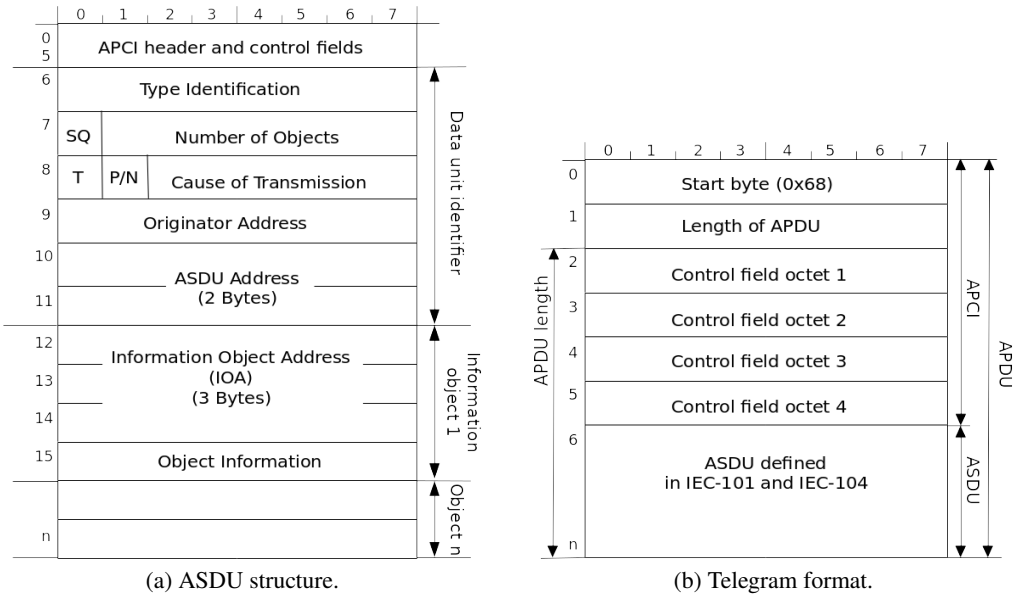 0 1 2 3 4 5 6 7
0
5
APCI header and control fields
6
Type Identification
7
SQ
Number of Objects
8
T
P/N
Cause of Transmission
9
Originator Address
10
ASDU Address
(2 Bytes)
11
Data unit identifier
12
Information Object Address
(IOA)
(3 Bytes)
13
14
15
Object Information
Information
object 1
n
Object n
(a) ASDU structure.
0 1 2 3 4 5 6 7
0
Start byte (0x68)
1
Length of APDU
2
Control field octet 1
3
Control field octet 2
4
Control field octet 3
5
Control field octet 4
6
ASDU defined
in IEC-101 and IEC-104
n
APDU length
APCI
ASDU
APDU
(b) Telegram format.